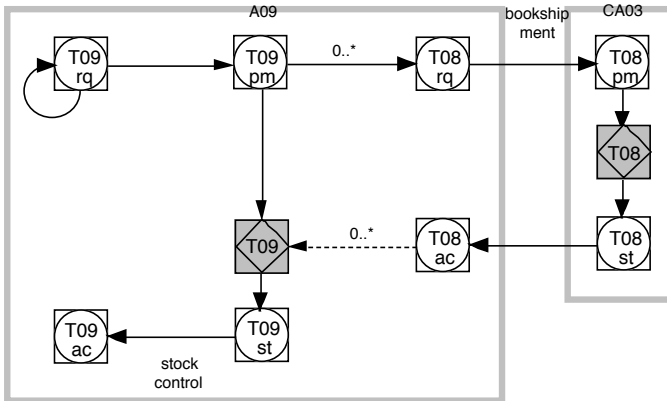 A09
bookship
ment
CA03
T09
rq
T09
pm
0..*
T08
rq
T08
pm
T08
T09
0..*
T08
ac
T08
st
T09
ac
T09
st
stock
control